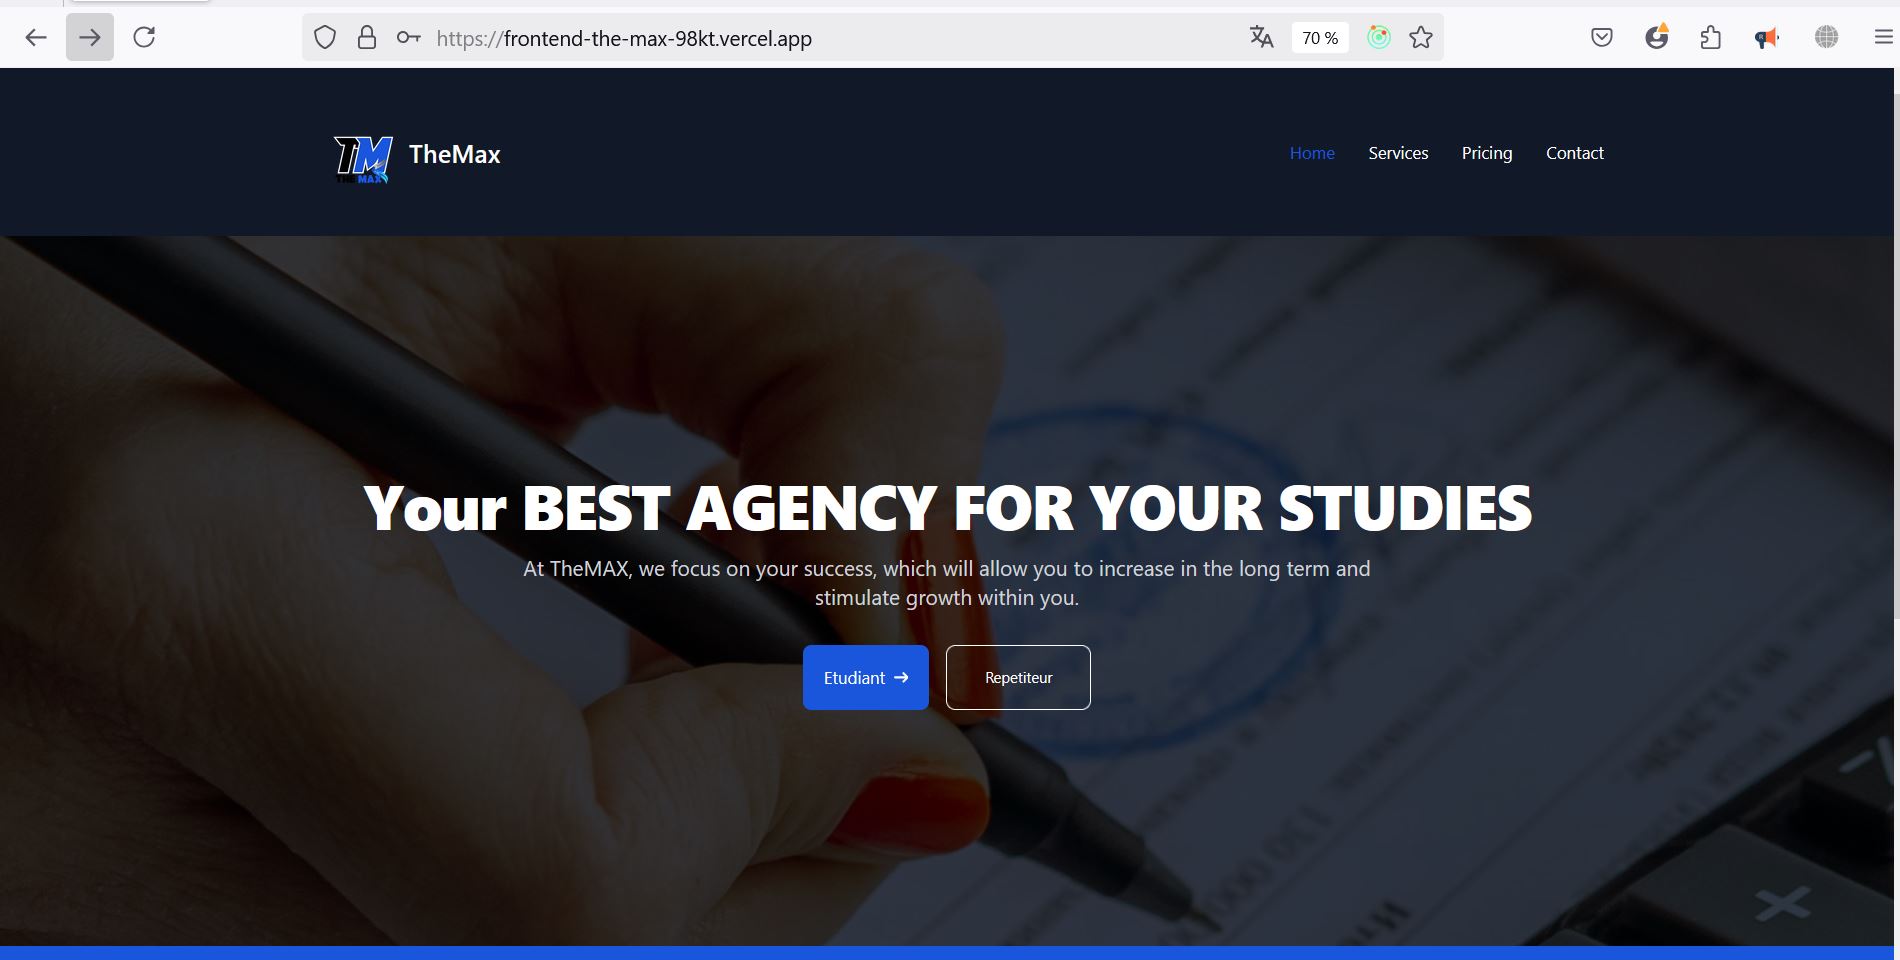 https://frontend-the-max-98kt.vercel.app
70 %
TM
THE MAX
TheMax
Home
Services
Pricing
Contact
Your BEST AGENCY FOR YOUR STUDIES
At TheMAX, we focus on your success, which will allow you to increase in the long term and
stimulate growth within you.
Etudiant →
Repetiteur